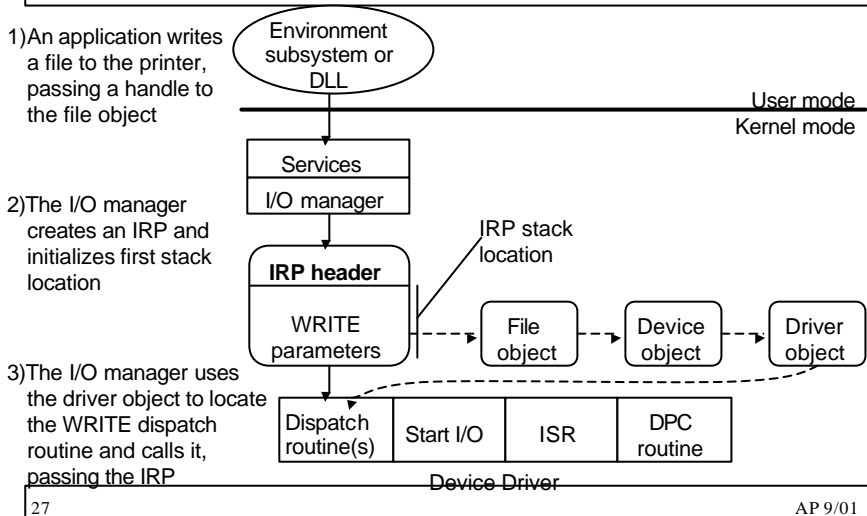 1)An application writes
a file to the printer,
passing a handle to
the file object
Environment
subsystem or
DLL
User mode
Kernel mode
Services
I/O manager
2)The I/O manager
creates an IRP and
initializes first stack
location
IRP stack
location
IRP header
WRITE
parameters
File
object
Device
object
Driver
object
3)The I/O manager uses
the driver object to locate
the WRITE dispatch
routine and calls it,
passing the IRP
Dispatch
routine(s)
Start I/O
ISR
DPC
routine
Device Driver
27
AP 9/01